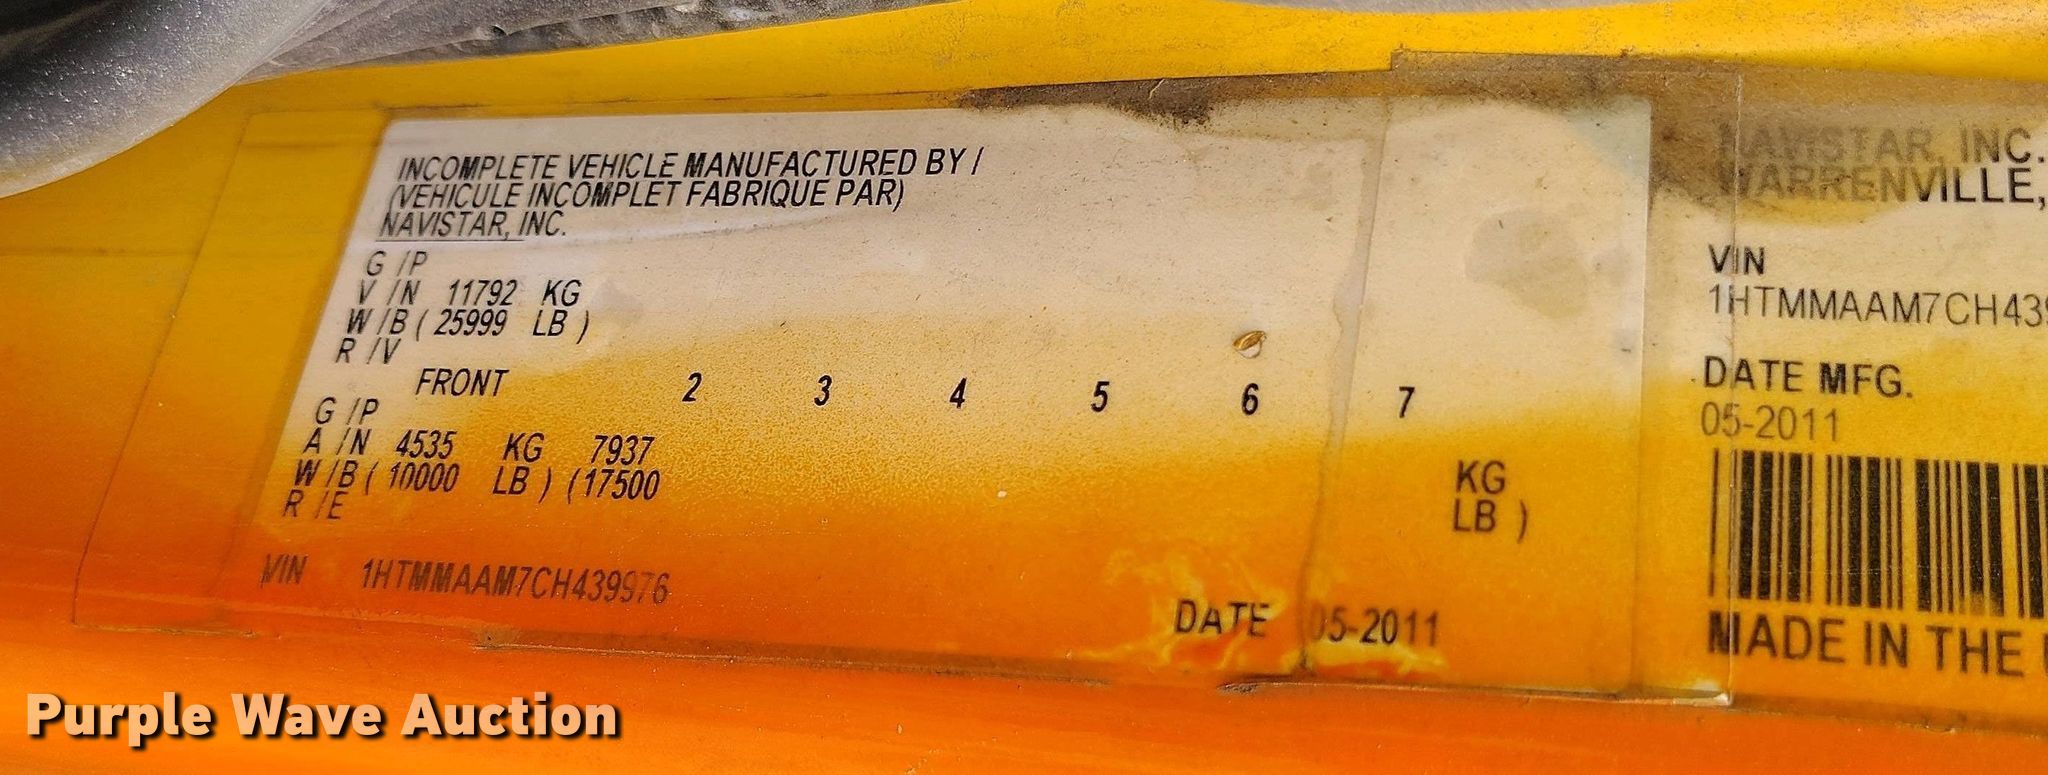 INCOMPLETE VEHICLE MANUFACTURED BY /
(VEHICULE INCOMPLET FABRIQUE PAR)
NAVISTAR, INC.
G /P
V /N 11792 KG
W /B ( 25999 LB )
R /V
FRONT 2 3 4 5 6 7
G /P
A /N 4535 KG 7937 KG
W /B ( 10000 LB ) (17500 LB )
R /E
VIN 1HTMMAAM7CH439976
DATE 05-2011
NAVISTAR, INC.
WARRENVILLE,
VIN
1HTMMAAM7CH439
DATE MFG.
05-2011
MADE IN THE
Purple Wave Auction